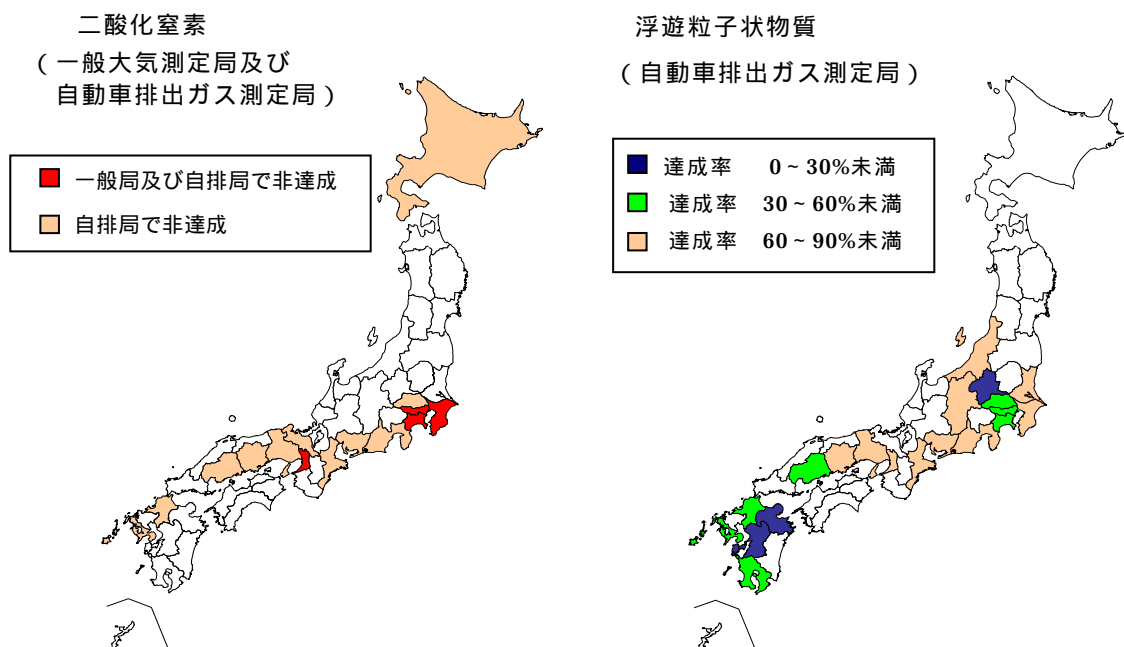 二酸化窒素
（一般大気測定局及び
自動車排出ガス測定局）
一般局及び自排局で非達成
自排局で非達成
浮遊粒子状物質
（自動車排出ガス測定局）
達成率　0～30%未満
達成率　30～60%未満
達成率　60～90%未満